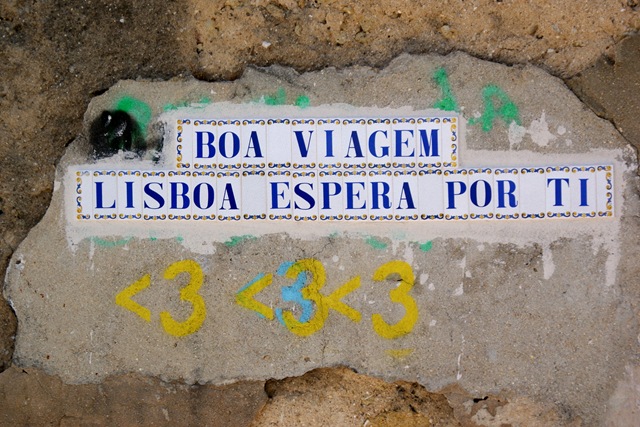 BOA VIAGEM
LISBOA ESPERA POR TI
<3 <3<3